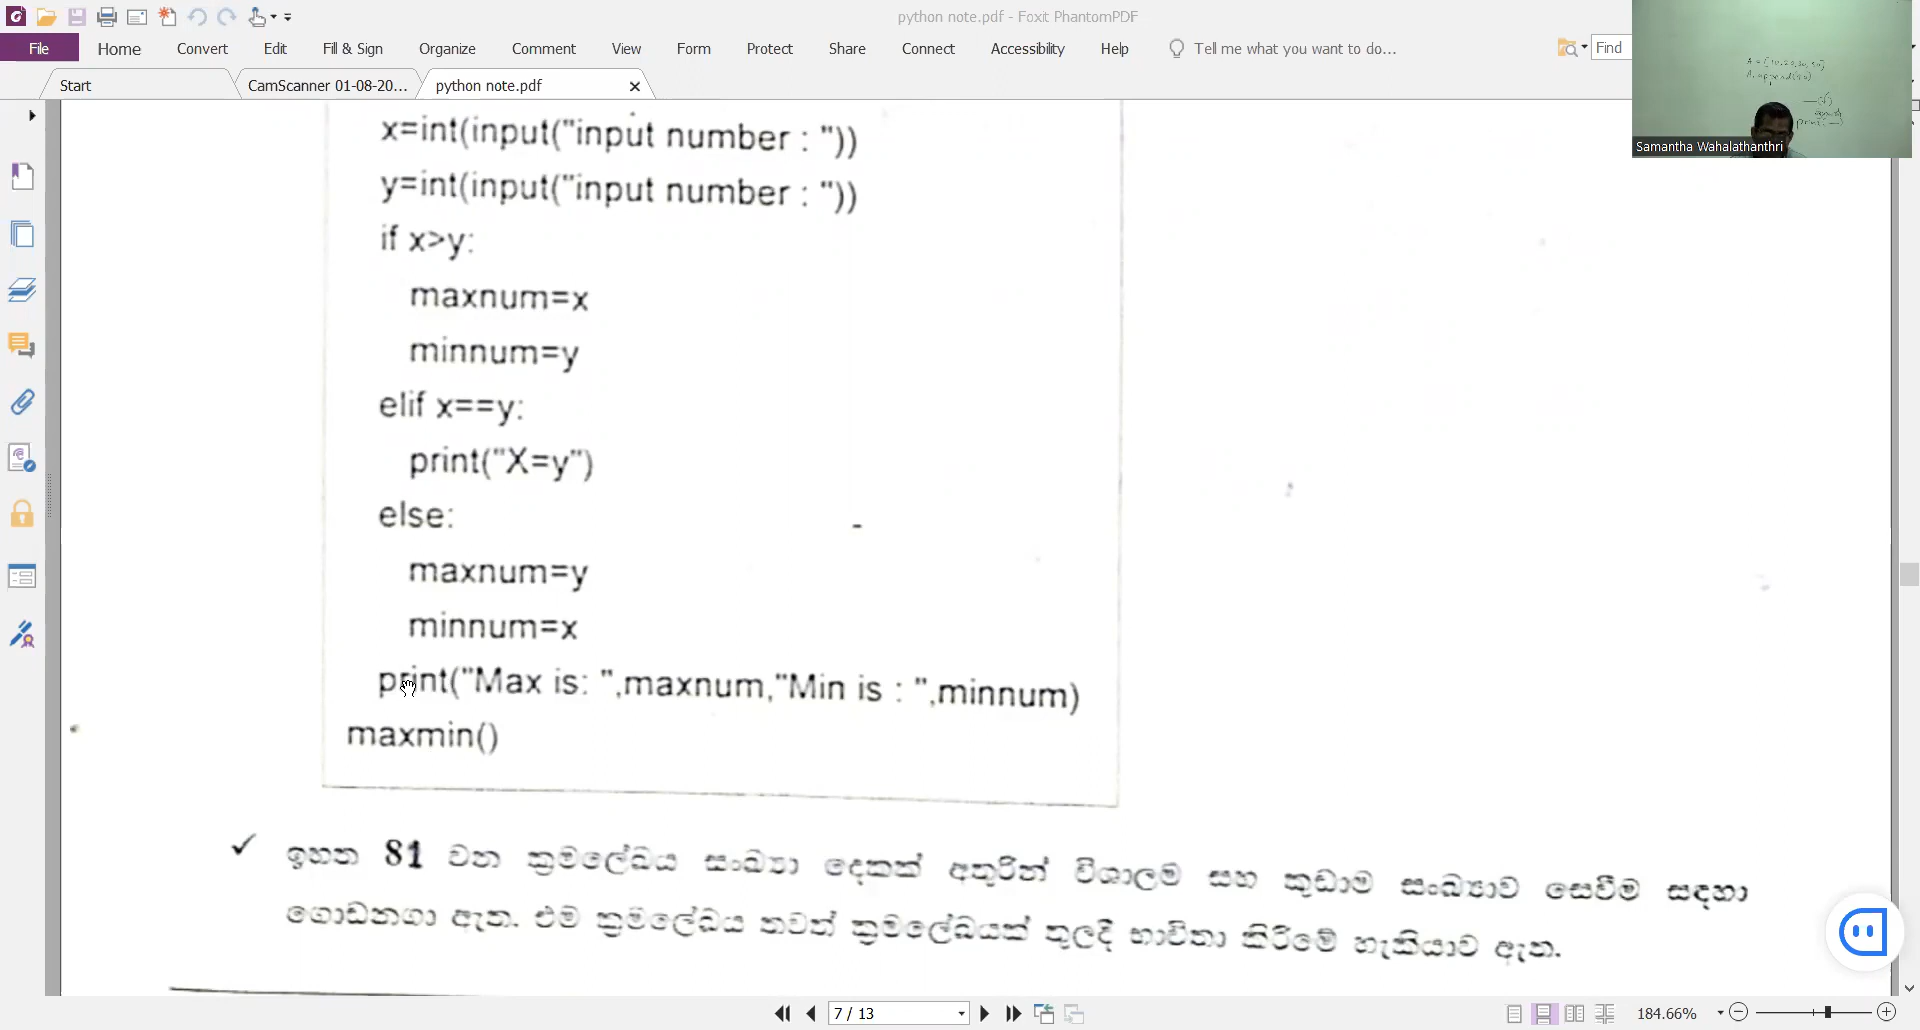 python note.pdf - Foxit PhantomPDF
File Home Convert Edit Fill & Sign Organize Comment View Form Protect Share Connect Accessibility Help Tell me what you want to do... Find
Start CamScanner 01-08-20... python note.pdf
Samantha Wahalathanthri
x=int(input("input number : "))
y=int(input("input number : "))
if x>y:
maxnum=x
minnum=y
elif x==y:
print("X=y")
else:
maxnum=y
minnum=x
print("Max is: ",maxnum,"Min is : ",minnum)
maxmin()
✓ ඉහත 81 වන ක්‍රමලේඛය සංඛ්‍යා දෙකක් අතුරින් විශාලම සහ කුඩාම සංඛ්‍යාව සෙවීම සඳහා
ගොඩනගා ඇත. එම ක්‍රමලේඛය තවත් ක්‍රමලේඛයක් තුලදී භාවිතා කිරීමේ හැකියාව ඇත.
7 / 13
184.66%